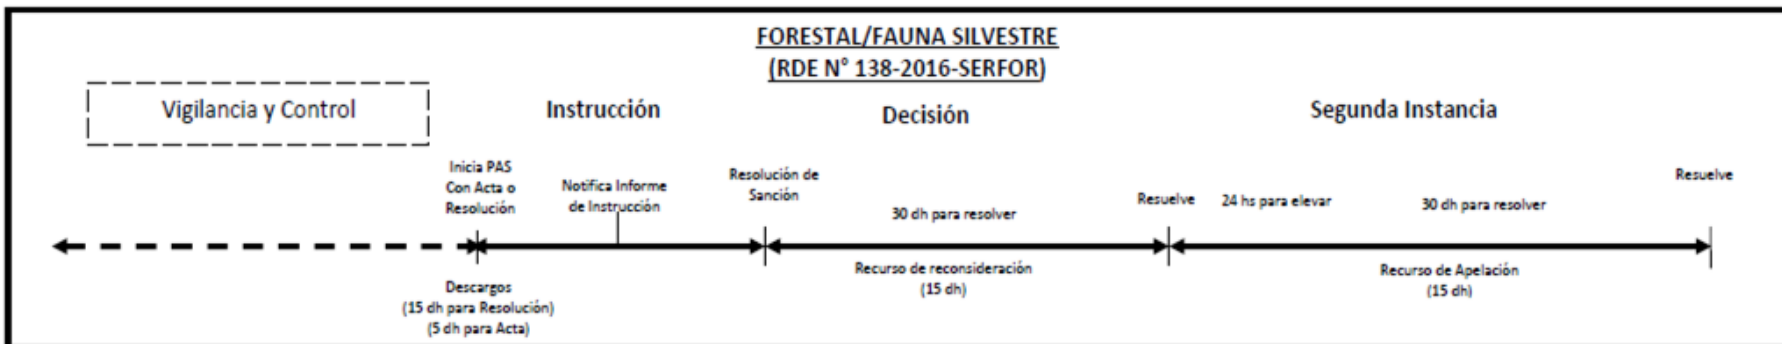 FORESTAL/FAUNA SILVESTRE
(RDE N° 138-2016-SERFOR)
Vigilancia y Control
Instrucción
Decisión
Segunda Instancia
Inicia PAS
Con Acta o
Resolución
Notifica Informe
de Instrucción
Resolución de
Sanción
30 dh para resolver
Resuelve
24 hs para elevar
30 dh para resolver
Resuelve
Descargos
(15 dh para Resolución)
(5 dh para Acta)
Recurso de reconsideración
(15 dh)
Recurso de Apelación
(15 dh)